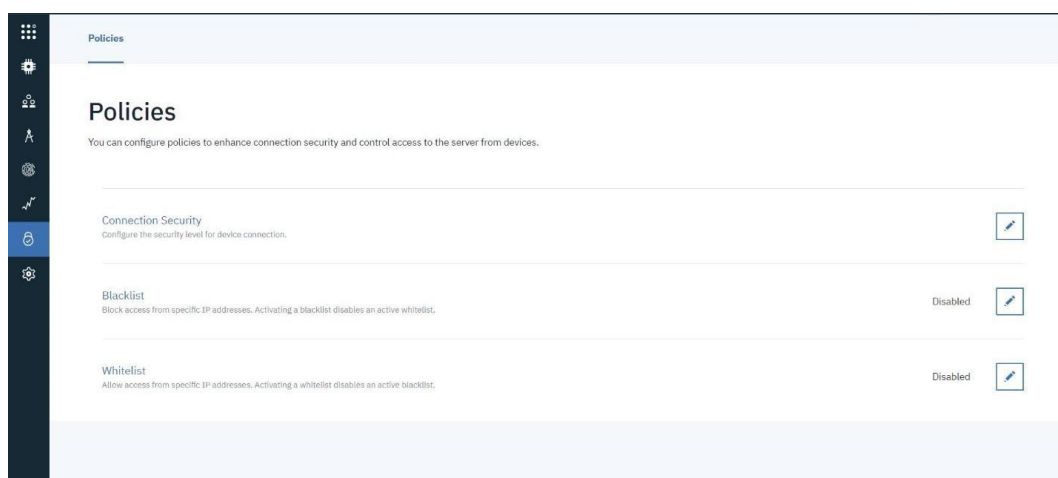 Policies
Policies
You can configure policies to enhance connection security and control access to the server from devices.
Connection Security
Configure the security level for device connection.
Blacklist
Block access from specific IP addresses. Activating a blacklist disables an active whitelist.
Disabled
Whitelist
Allow access from specific IP addresses. Activating a whitelist disables an active blacklist.
Disabled